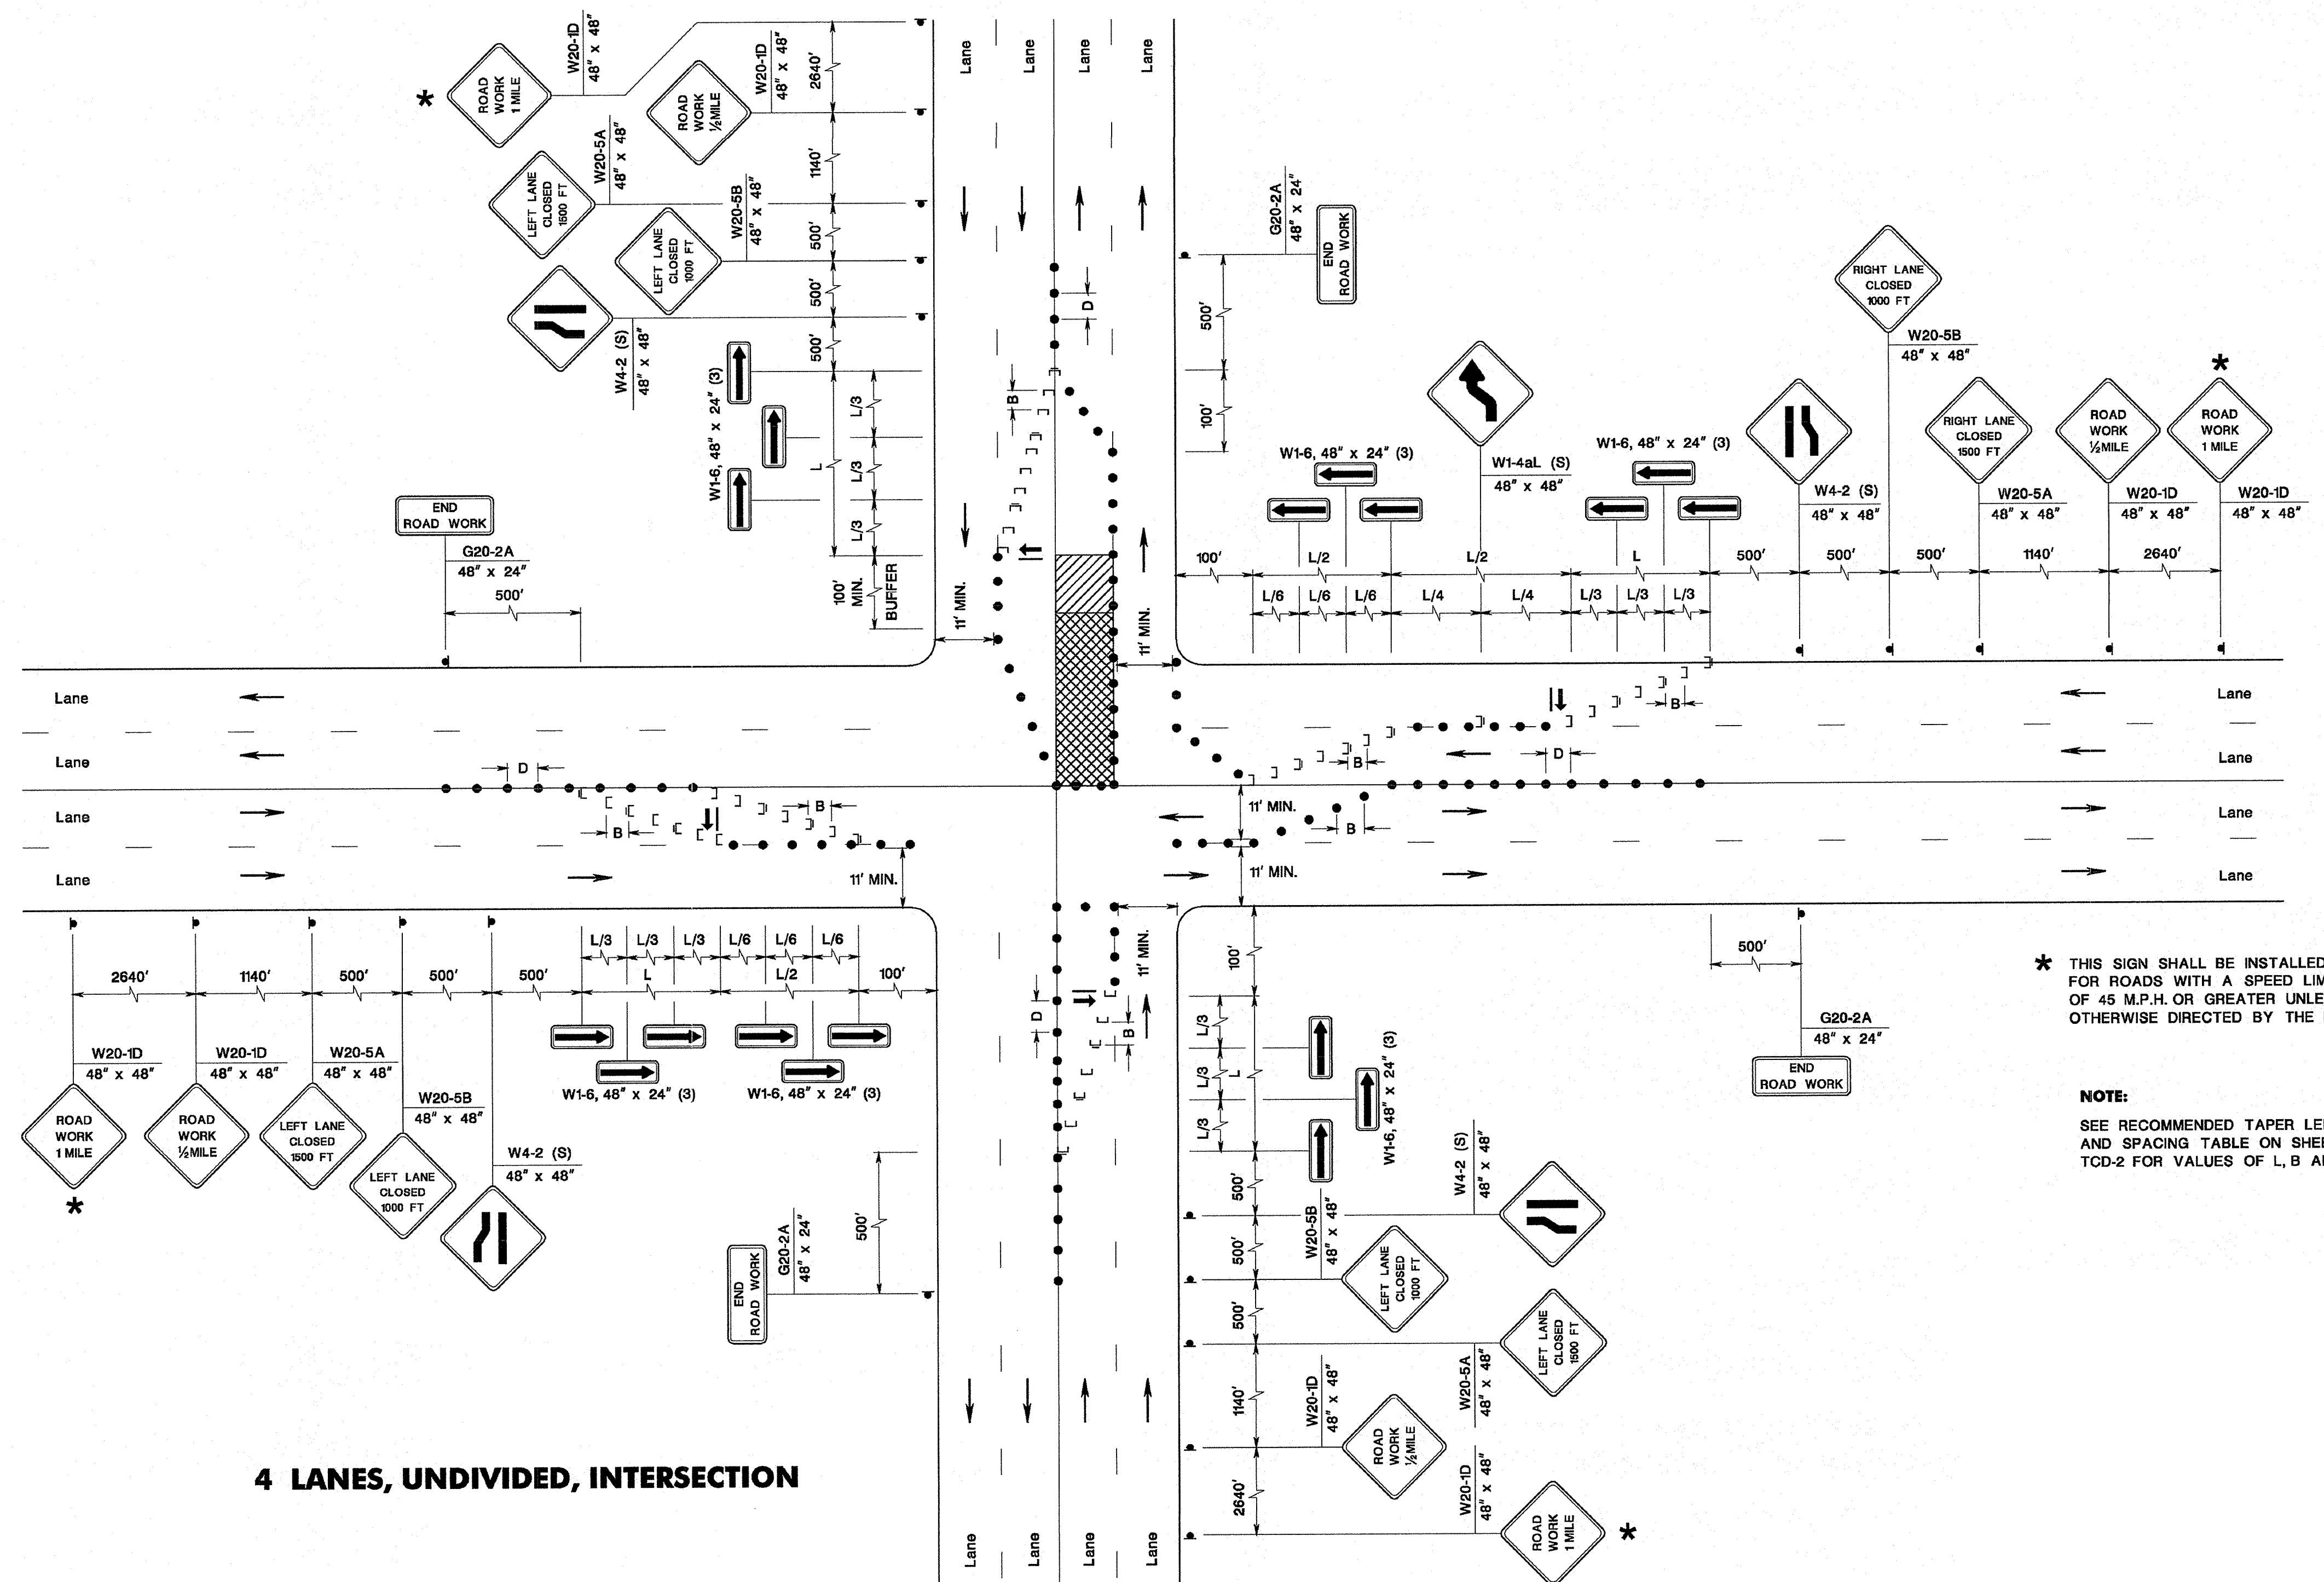 W20-1D
48" x 48"
ROAD
WORK
1 MILE
*
W20-1D
48" x 48"
ROAD
WORK
½MILE
W20-5A
48" x 48"
LEFT LANE
CLOSED
1500 FT
W20-5B
48" x 48"
LEFT LANE
CLOSED
1000 FT
W4-2 (S)
48" x 48"
W1-6, 48" x 24" (3)
2640'
1140'
500'
500'
500'
L
L/3
L/3
L/3
100'
MIN.
BUFFER
Lane
Lane
Lane
Lane
D
B
11' MIN.
11' MIN.
G20-2A
48" x 24"
END
ROAD WORK
500'
100'
END
ROAD WORK
G20-2A
48" x 24"
500'
W1-6, 48" x 24" (3)
W1-4aL (S)
48" x 48"
W1-6, 48" x 24" (3)
W4-2 (S)
48" x 48"
RIGHT LANE
CLOSED
1000 FT
W20-5B
48" x 48"
RIGHT LANE
CLOSED
1500 FT
W20-5A
48" x 48"
ROAD
WORK
½MILE
W20-1D
48" x 48"
*
ROAD
WORK
1 MILE
W20-1D
48" x 48"
100'
L/2
L/2
L
500'
500'
500'
1140'
2640'
L/6
L/6
L/6
L/4
L/4
L/3
L/3
L/3
Lane
Lane
Lane
Lane
D
B
B
11' MIN.
B
B
D
B
11' MIN.
11' MIN.
Lane
Lane
Lane
Lane
2640'
1140'
500'
500'
500'
L/3
L/3
L/3
L/6
L/6
L/6
L
L/2
100'
W20-1D
48" x 48"
ROAD
WORK
1 MILE
*
W20-1D
48" x 48"
ROAD
WORK
½MILE
W20-5A
48" x 48"
LEFT LANE
CLOSED
1500 FT
W20-5B
48" x 48"
LEFT LANE
CLOSED
1000 FT
W4-2 (S)
48" x 48"
W1-6, 48" x 24" (3)
W1-6, 48" x 24" (3)
G20-2A
48" x 24"
END
ROAD WORK
500'
D
B
11' MIN.
100'
L/3
L/3
L/3
L
W1-6, 48" x 24" (3)
500'
500'
500'
1140'
2640'
W4-2 (S)
48" x 48"
W20-5B
48" x 48"
LEFT LANE
CLOSED
1000 FT
W20-5A
48" x 48"
LEFT LANE
CLOSED
1500 FT
W20-1D
48" x 48"
ROAD
WORK
½MILE
W20-1D
48" x 48"
ROAD
WORK
1 MILE
*
Lane
Lane
Lane
Lane
500'
G20-2A
48" x 24"
END
ROAD WORK
* THIS SIGN SHALL BE INSTALLED
FOR ROADS WITH A SPEED
OF 45 M.P.H. OR GREATER
OTHERWISE DIRECTED BY THE
NOTE:
SEE RECOMMENDED TAPER
AND SPACING TABLE ON
TCD-2 FOR VALUES OF L, B
4 LANES, UNDIVIDED, INTERSECTION